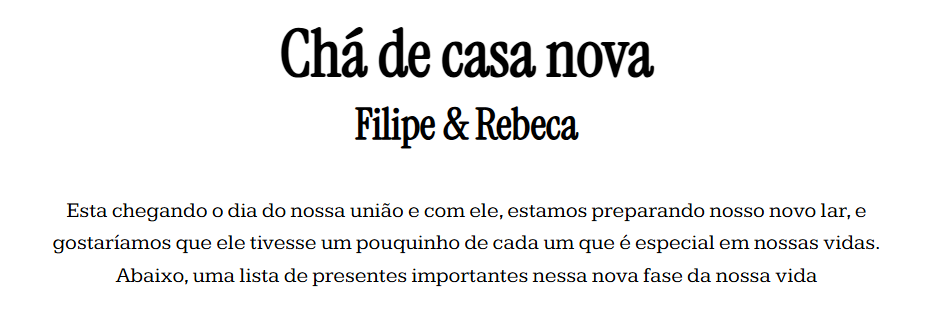 Chá de casa nova
Filipe & Rebeca
Esta chegando o dia do nossa união e com ele, estamos preparando nosso novo lar, e
gostaríamos que ele tivesse um pouquinho de cada um que é especial em nossas vidas.
Abaixo, uma lista de presentes importantes nessa nova fase da nossa vida